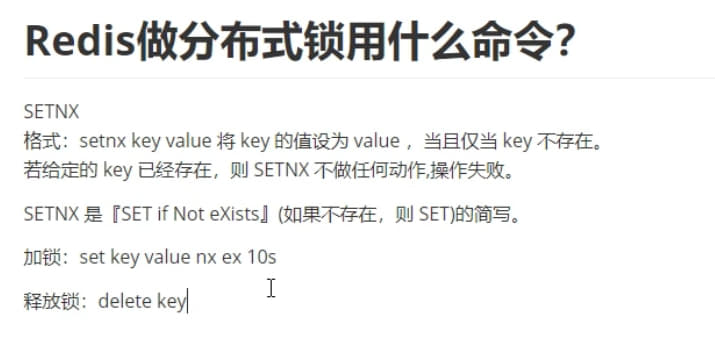 Redis做分布式锁用什么命令？
SETNX
格式：setnx key value 将 key 的值设为 value ，当且仅当 key 不存在。
若给定的 key 已经存在，则 SETNX 不做任何动作,操作失败。
SETNX 是『SET if Not eXists』(如果不存在，则 SET)的简写。
加锁：set key value nx ex 10s
释放锁：delete key